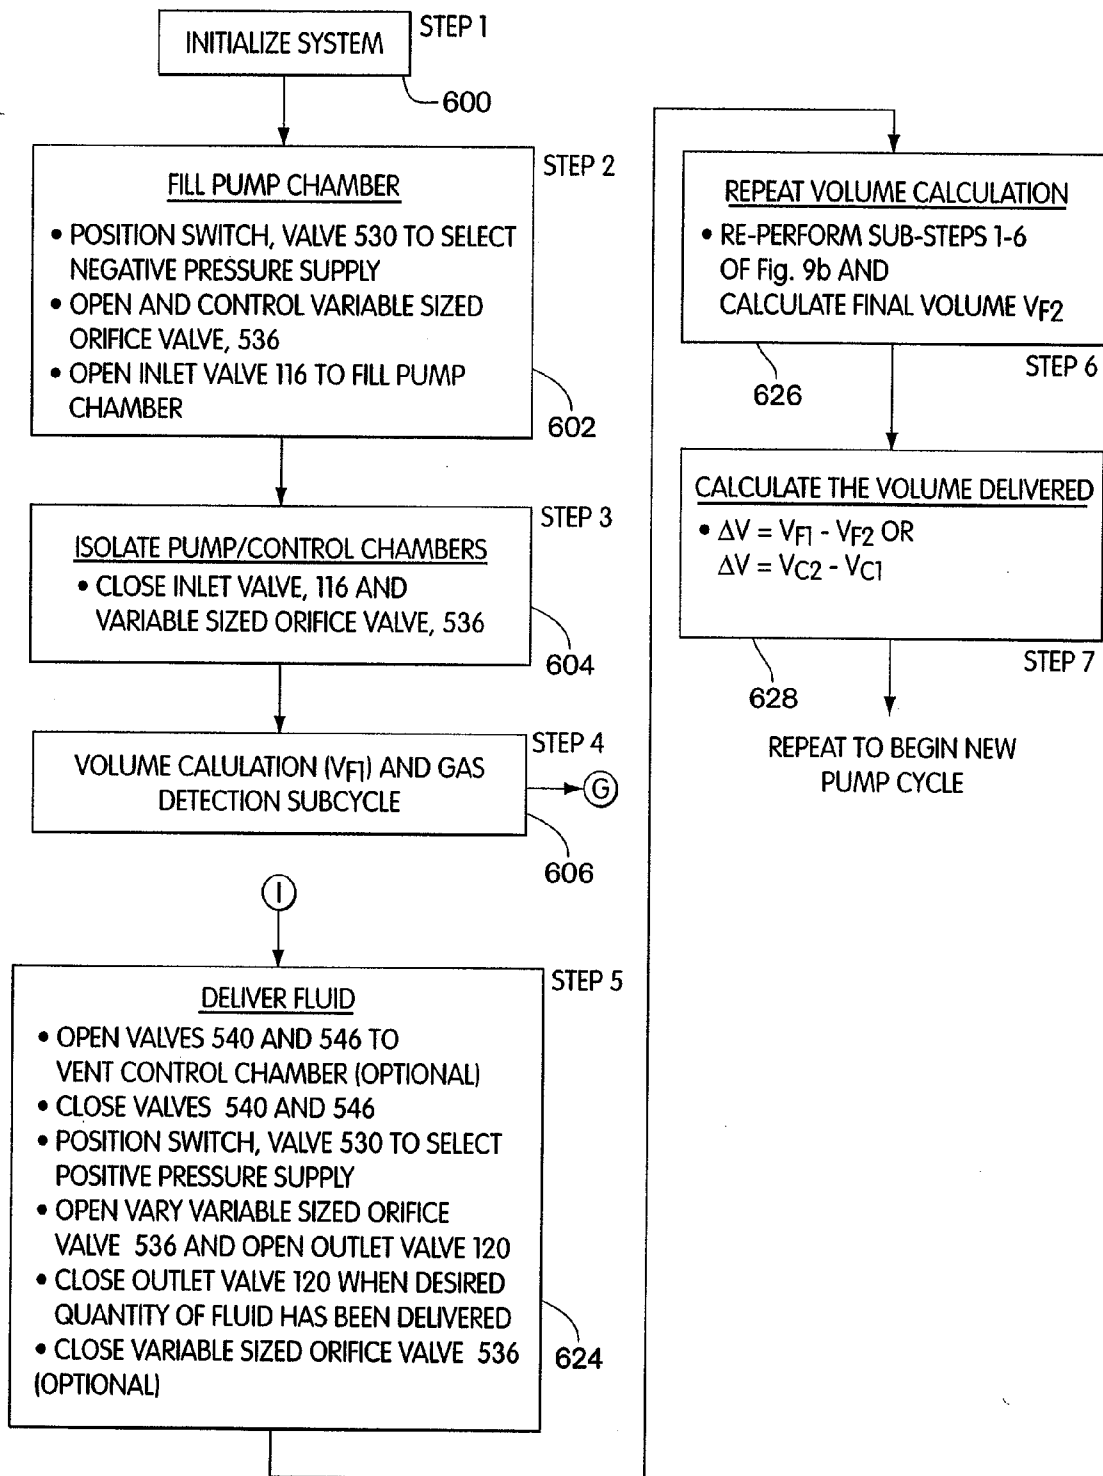 INITIALIZE SYSTEM
STEP 1
600
STEP 2
FILL PUMP CHAMBER
• POSITION SWITCH, VALVE 530 TO SELECT
NEGATIVE PRESSURE SUPPLY
• OPEN AND CONTROL VARIABLE SIZED
ORIFICE VALVE, 536
• OPEN INLET VALVE 116 TO FILL PUMP
CHAMBER
602
STEP 3
ISOLATE PUMP/CONTROL CHAMBERS
• CLOSE INLET VALVE, 116 AND
VARIABLE SIZED ORIFICE VALVE, 536
604
STEP 4
VOLUME CALULATION (VF1) AND GAS
DETECTION SUBCYCLE
G
606
I
STEP 5
DELIVER FLUID
• OPEN VALVES 540 AND 546 TO
VENT CONTROL CHAMBER (OPTIONAL)
• CLOSE VALVES 540 AND 546
• POSITION SWITCH, VALVE 530 TO SELECT
POSITIVE PRESSURE SUPPLY
• OPEN VARY VARIABLE SIZED ORIFICE
VALVE 536 AND OPEN OUTLET VALVE 120
• CLOSE OUTLET VALVE 120 WHEN DESIRED
QUANTITY OF FLUID HAS BEEN DELIVERED
• CLOSE VARIABLE SIZED ORIFICE VALVE 536
(OPTIONAL)
624
REPEAT VOLUME CALCULATION
• RE-PERFORM SUB-STEPS 1-6
OF Fig. 9b AND
CALCULATE FINAL VOLUME VF2
STEP 6
626
CALCULATE THE VOLUME DELIVERED
• ΔV = VF1 - VF2 OR
ΔV = VC2 - VC1
STEP 7
628
REPEAT TO BEGIN NEW
PUMP CYCLE